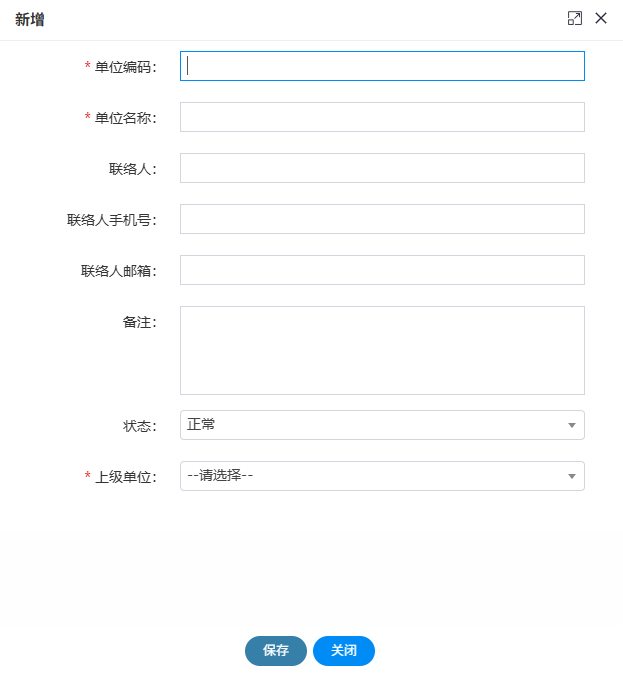 新增
* 单位编码:
* 单位名称:
联络人:
联络人手机号:
联络人邮箱:
备注:
状态: 正常
* 上级单位: --请选择--
保存 关闭